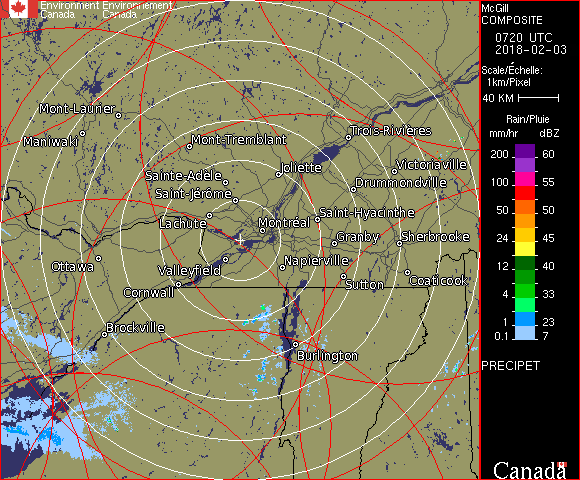 Environment Environnement
Canada Canada
McGill
COMPOSITE
0720 UTC
2018-02-03
Scale/Échelle:
1km/Pixel
40 KM
Rain/Pluie
mm/hr dBZ
200 60
150 55
100 55
50 50
24 45
12 40
4 33
1 23
0.1 7
PRECIPET
Canada
Mont-Laurier
Maniwaki
Mont-Tremblant
Trois-Rivières
Joliette
Victoriaville
Sainte-Adèle
Drummondville
Saint-Jérôme
Saint-Hyacinthe
Lachute
Montréal
Granby
Sherbrooke
Ottawa
Valleyfield
Napierville
Coaticook
Sutton
Cornwall
Brockville
Burlington